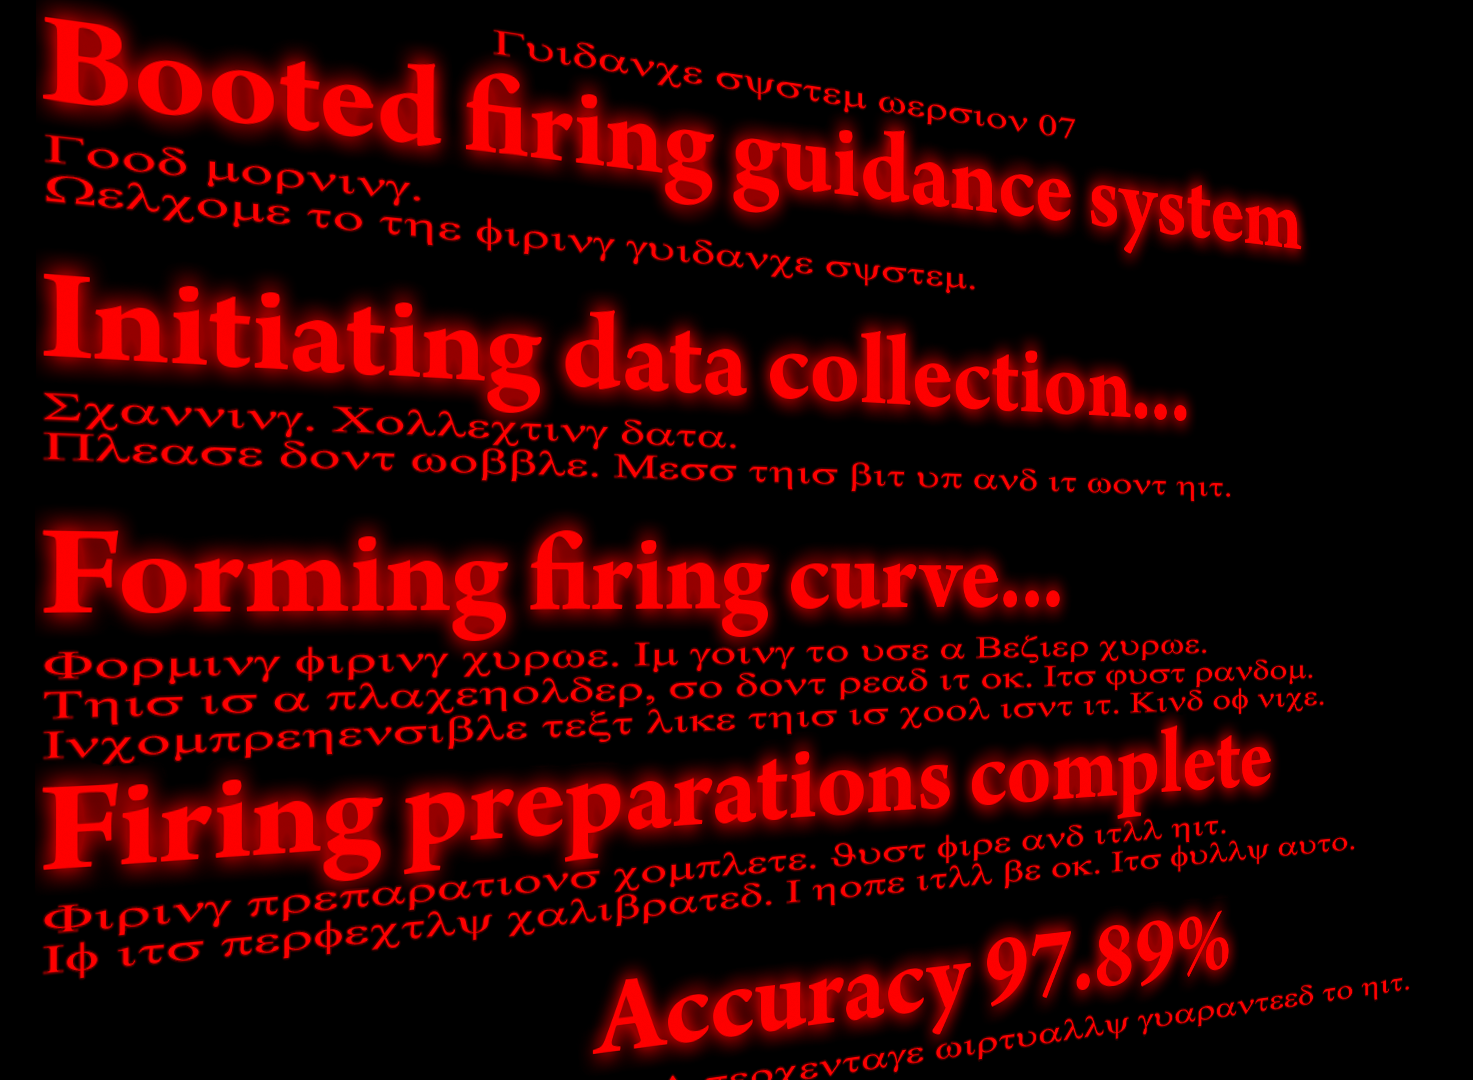 Γυιδανχε σψστεμ ωερσιον 07
Booted firing guidance system
Γοοδ μορνινγ.
Ωελχομε το τηε φιρινγ γυιδανχε σψστεμ.
Initiating data collection...
Σχαννινγ. Χολλεχτινγ δατα.
Πλεασε δοντ ωοββλε. Μεσσ τηισ βιτ υπ ανδ ιτ ωοντ ηιτ.
Forming firing curve...
Φορμινγ φιρινγ χυρωε. Ιμ γοινγ το υσε α Βεζιερ χυρωε.
Τηισ ισ α πλαχεηολδερ, σο δοντ ρεαδ ιτ οκ. Ιτσ φυστ ρανδομ.
Ινχομπρεηενσιβλε τεξτ λικε τηισ ισ χοολ ισντ ιτ. Κινδ οφ νιχε.
Firing preparations complete
Φιρινγ πρεπαρατιονσ χομπλετε. ϑυστ φιρε ανδ ιτλλ ηιτ.
Ιφ ιτσ περφεχτλψ χαλιβρατεδ. Ι ηοπε ιτλλ βε οκ. Ιτσ φυλλψ αυτο.
Accuracy 97.89%
περχενταγε ωιρτυαλλψ γυαραντεεδ το ηιτ.